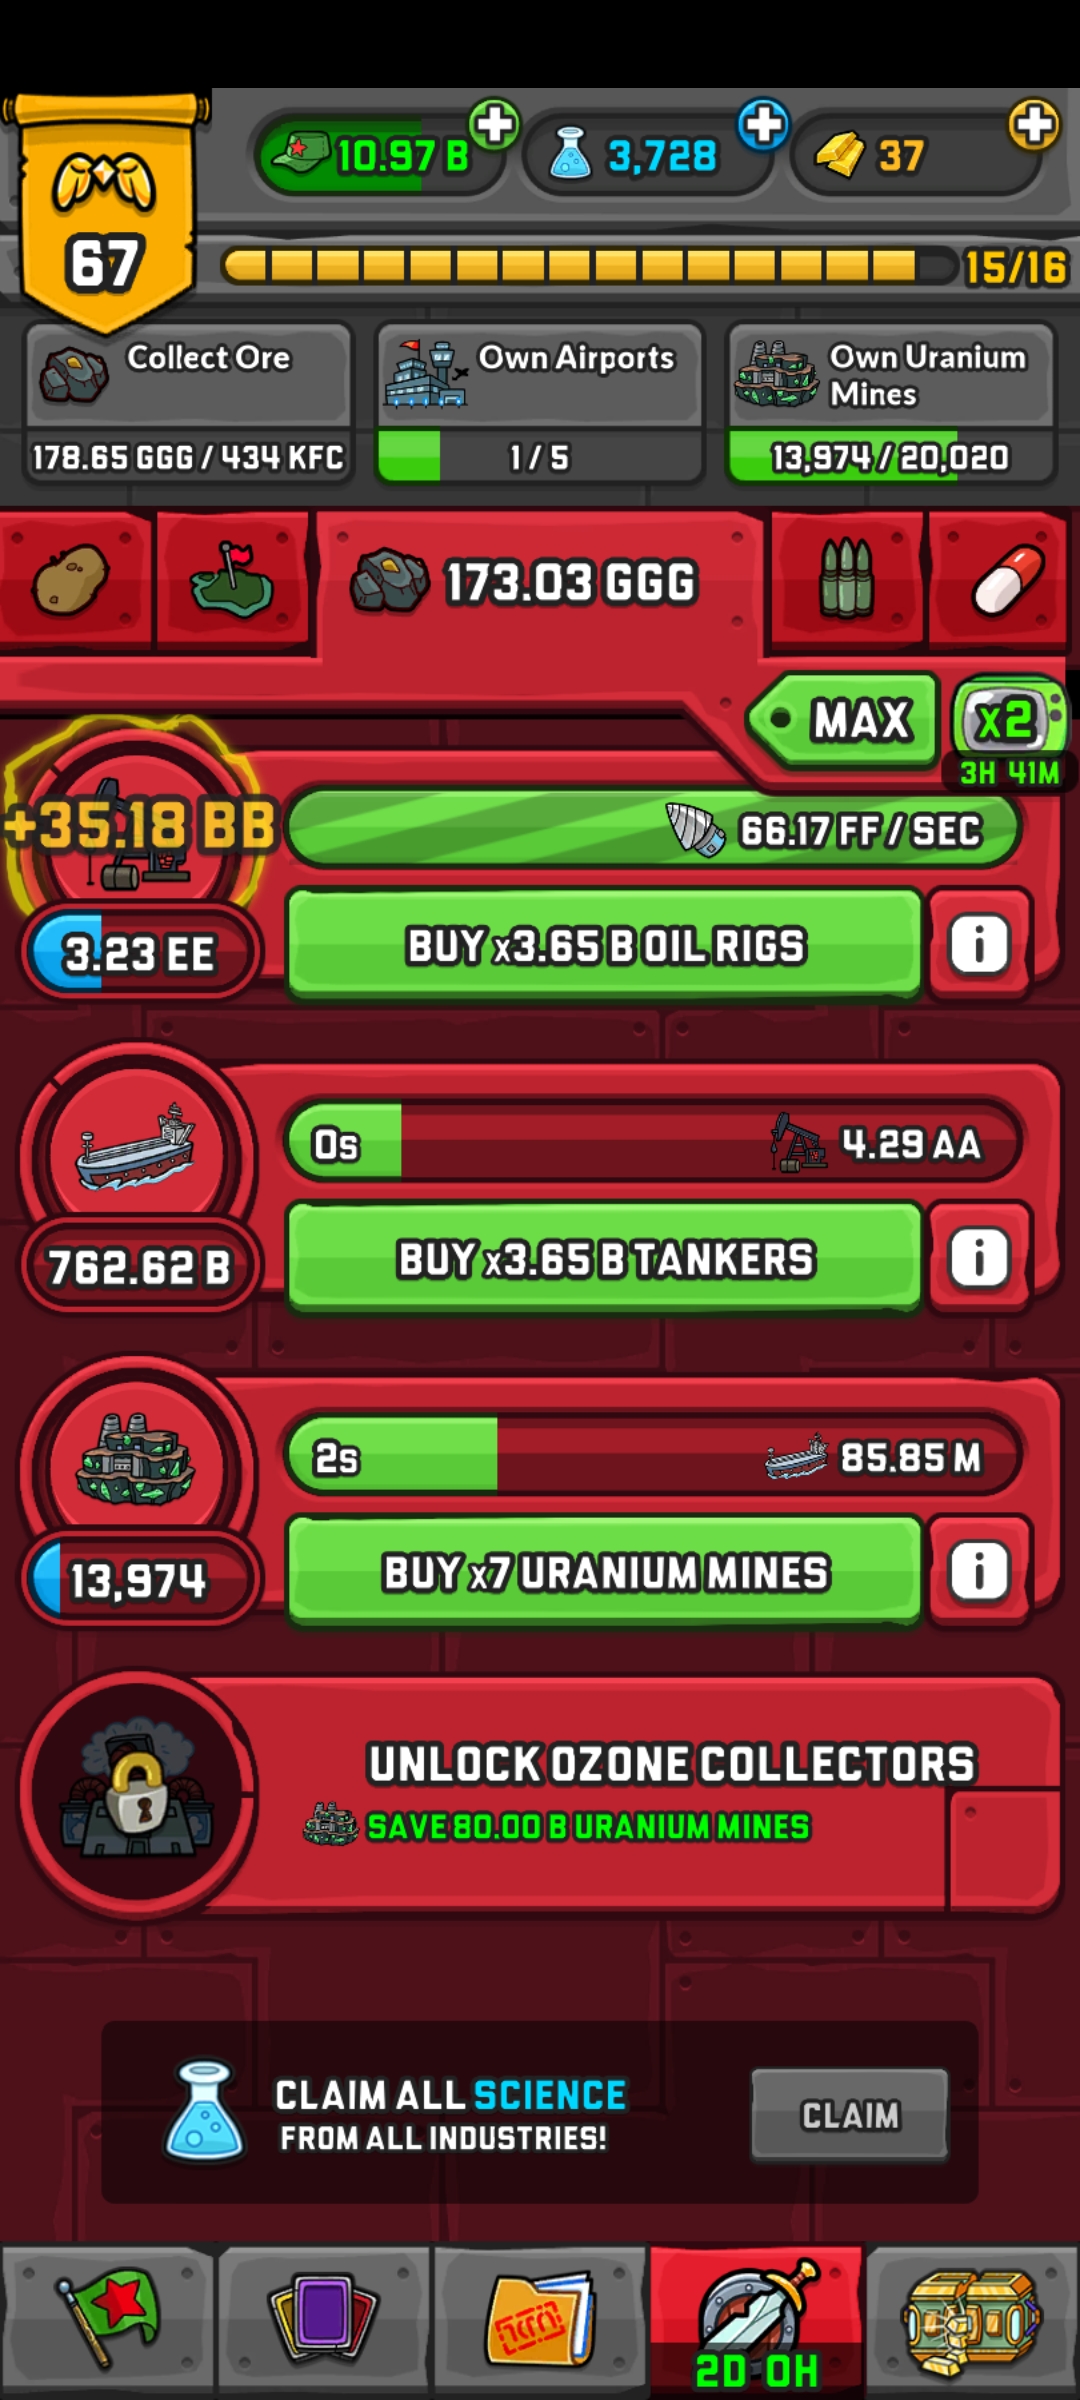 10.97 B
3,728
37
67
15/16
Collect Ore
178.65 GGG / 434 KFC
Own Airports
1 / 5
Own Uranium
Mines
13,974 / 20,020
173.03 GGG
MAX
x2
3H 41M
+35.18 BB
66.17 FF / SEC
3.23 EE
BUY x3.65 B OIL RIGS
i
0s
4.29 AA
762.62 B
BUY x3.65 B TANKERS
i
2s
85.85 M
13,974
BUY x7 URANIUM MINES
i
UNLOCK OZONE COLLECTORS
SAVE 80.00 B URANIUM MINES
CLAIM ALL SCIENCE
FROM ALL INDUSTRIES!
CLAIM
2D 0H